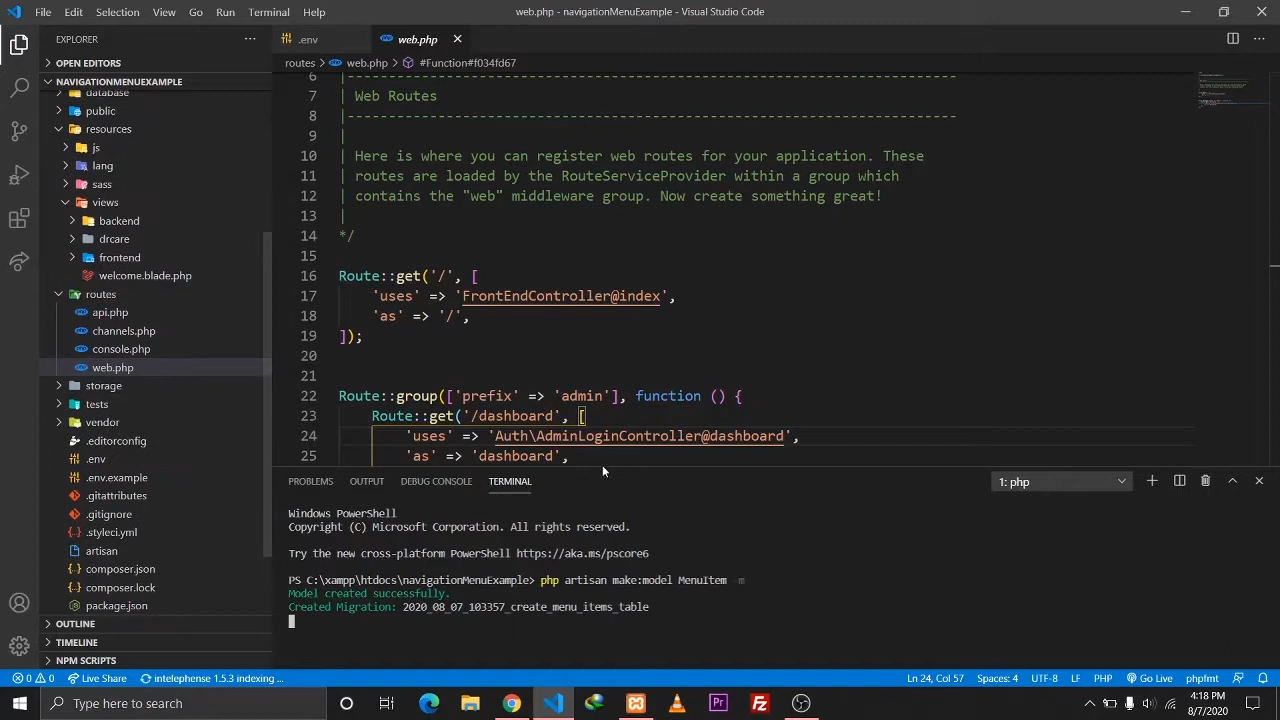 File Edit Selection View Go Run Terminal Help
web.php - navigationMenuExample - Visual Studio Code
EXPLORER
OPEN EDITORS
NAVIGATIONMENUEXAMPLE
database
public
resources
js
lang
sass
views
backend
drcare
frontend
welcome.blade.php
routes
api.php
channels.php
console.php
web.php
storage
tests
vendor
.editorconfig
.env
.env.example
.gitattributes
.gitignore
.styleci.yml
artisan
composer.json
composer.lock
package.json
OUTLINE
TIMELINE
NPM SCRIPTS
.env web.php
routes > web.php > #Function#f034fd67
6 |--------------------------------------------------------------------------
7 | Web Routes
8 |--------------------------------------------------------------------------
9 |
10 | Here is where you can register web routes for your application. These
11 | routes are loaded by the RouteServiceProvider within a group which
12 | contains the "web" middleware group. Now create something great!
13 |
14 */
15
16 Route::get('/', [
17 'uses' => 'FrontEndController@index',
18 'as' => '/',
19 ]);
20
21
22 Route::group(['prefix' => 'admin'], function () {
23 Route::get('/dashboard', [
24 'uses' => 'Auth\AdminLoginController@dashboard',
25 'as' => 'dashboard',
PROBLEMS OUTPUT DEBUG CONSOLE TERMINAL
1: php
Windows PowerShell
Copyright (C) Microsoft Corporation. All rights reserved.
Try the new cross-platform PowerShell https://aka.ms/pscore6
PS C:\xampp\htdocs\navigationMenuExample> php artisan make:model MenuItem -m
Model created successfully.
Created Migration: 2020_08_07_103357_create_menu_items_table
0 0 Live Share intelephense 1.5.3 indexing ...
Ln 24, Col 57 Spaces: 4 UTF-8 LF PHP Go Live phpfmt
Type here to search
4:18 PM
8/7/2020